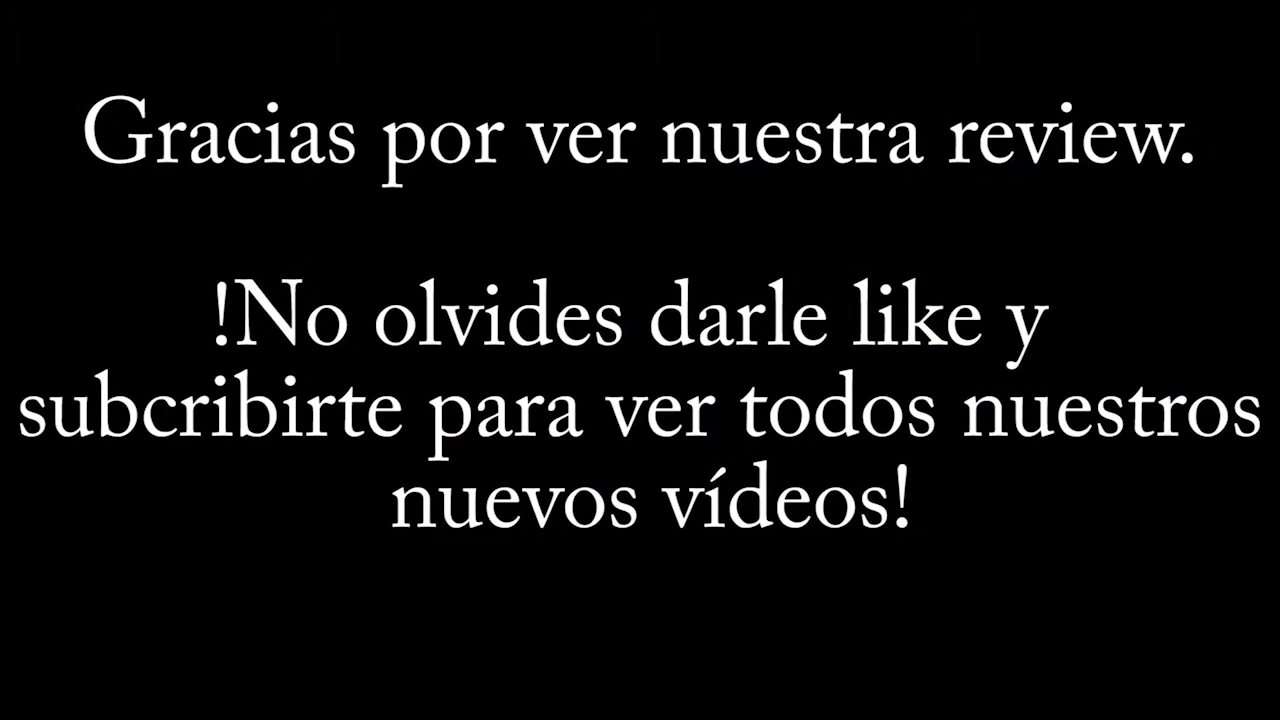 Gracias por ver nuestra review.
!No olvides darle like y
subcribirte para ver todos nuestros
nuevos vídeos!